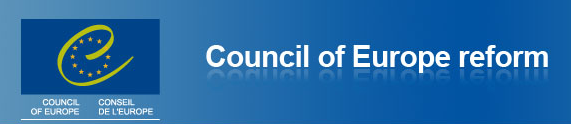 Council of Europe reform
COUNCIL OF EUROPE
CONSEIL DE L'EUROPE